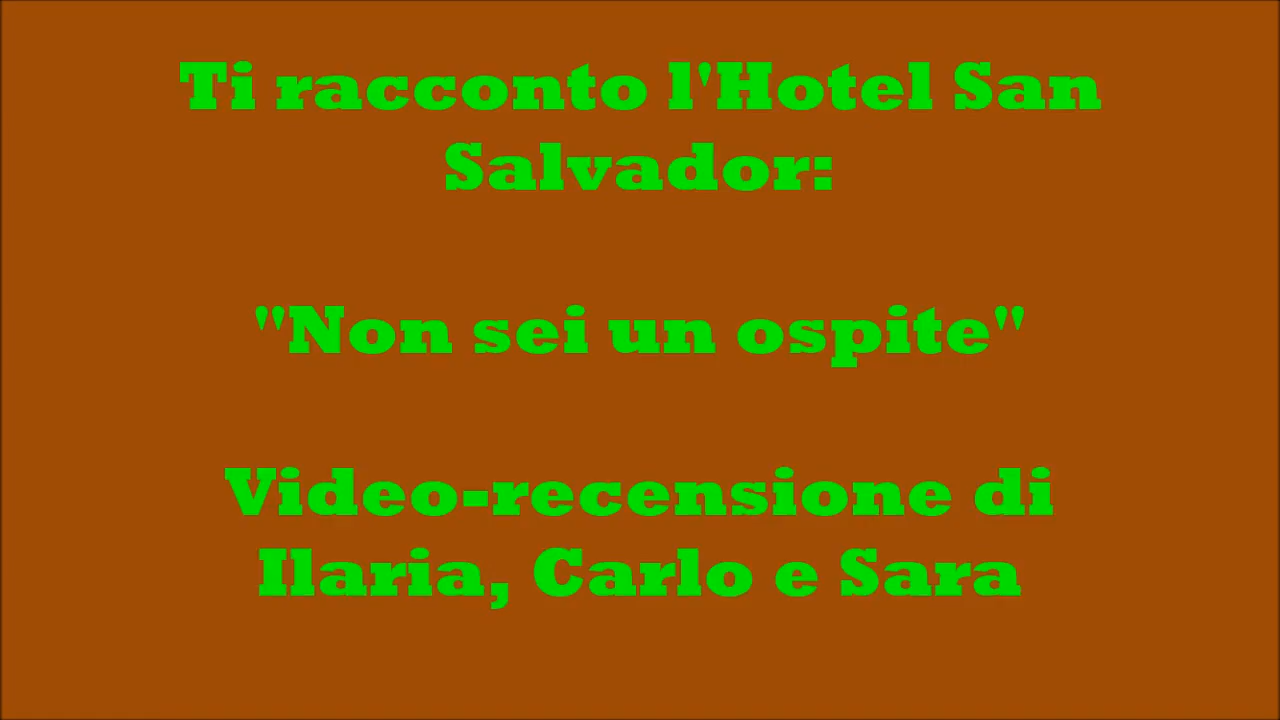 Ti racconto l'Hotel San
Salvador:
"Non sei un ospite"
Video-recensione di
Ilaria, Carlo e Sara